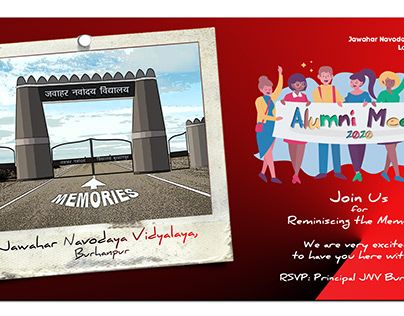 जवाहर नवोदय विद्यालय
MEMORIES
Jawahar Navodaya Vidyalaya,
Burhanpur
Jawahar Navoda
Alumni Mee
2020
Join Us
for
Reminiscing the Mem
We are very excite
to have you here with
RSVP: Principal JNV Bur